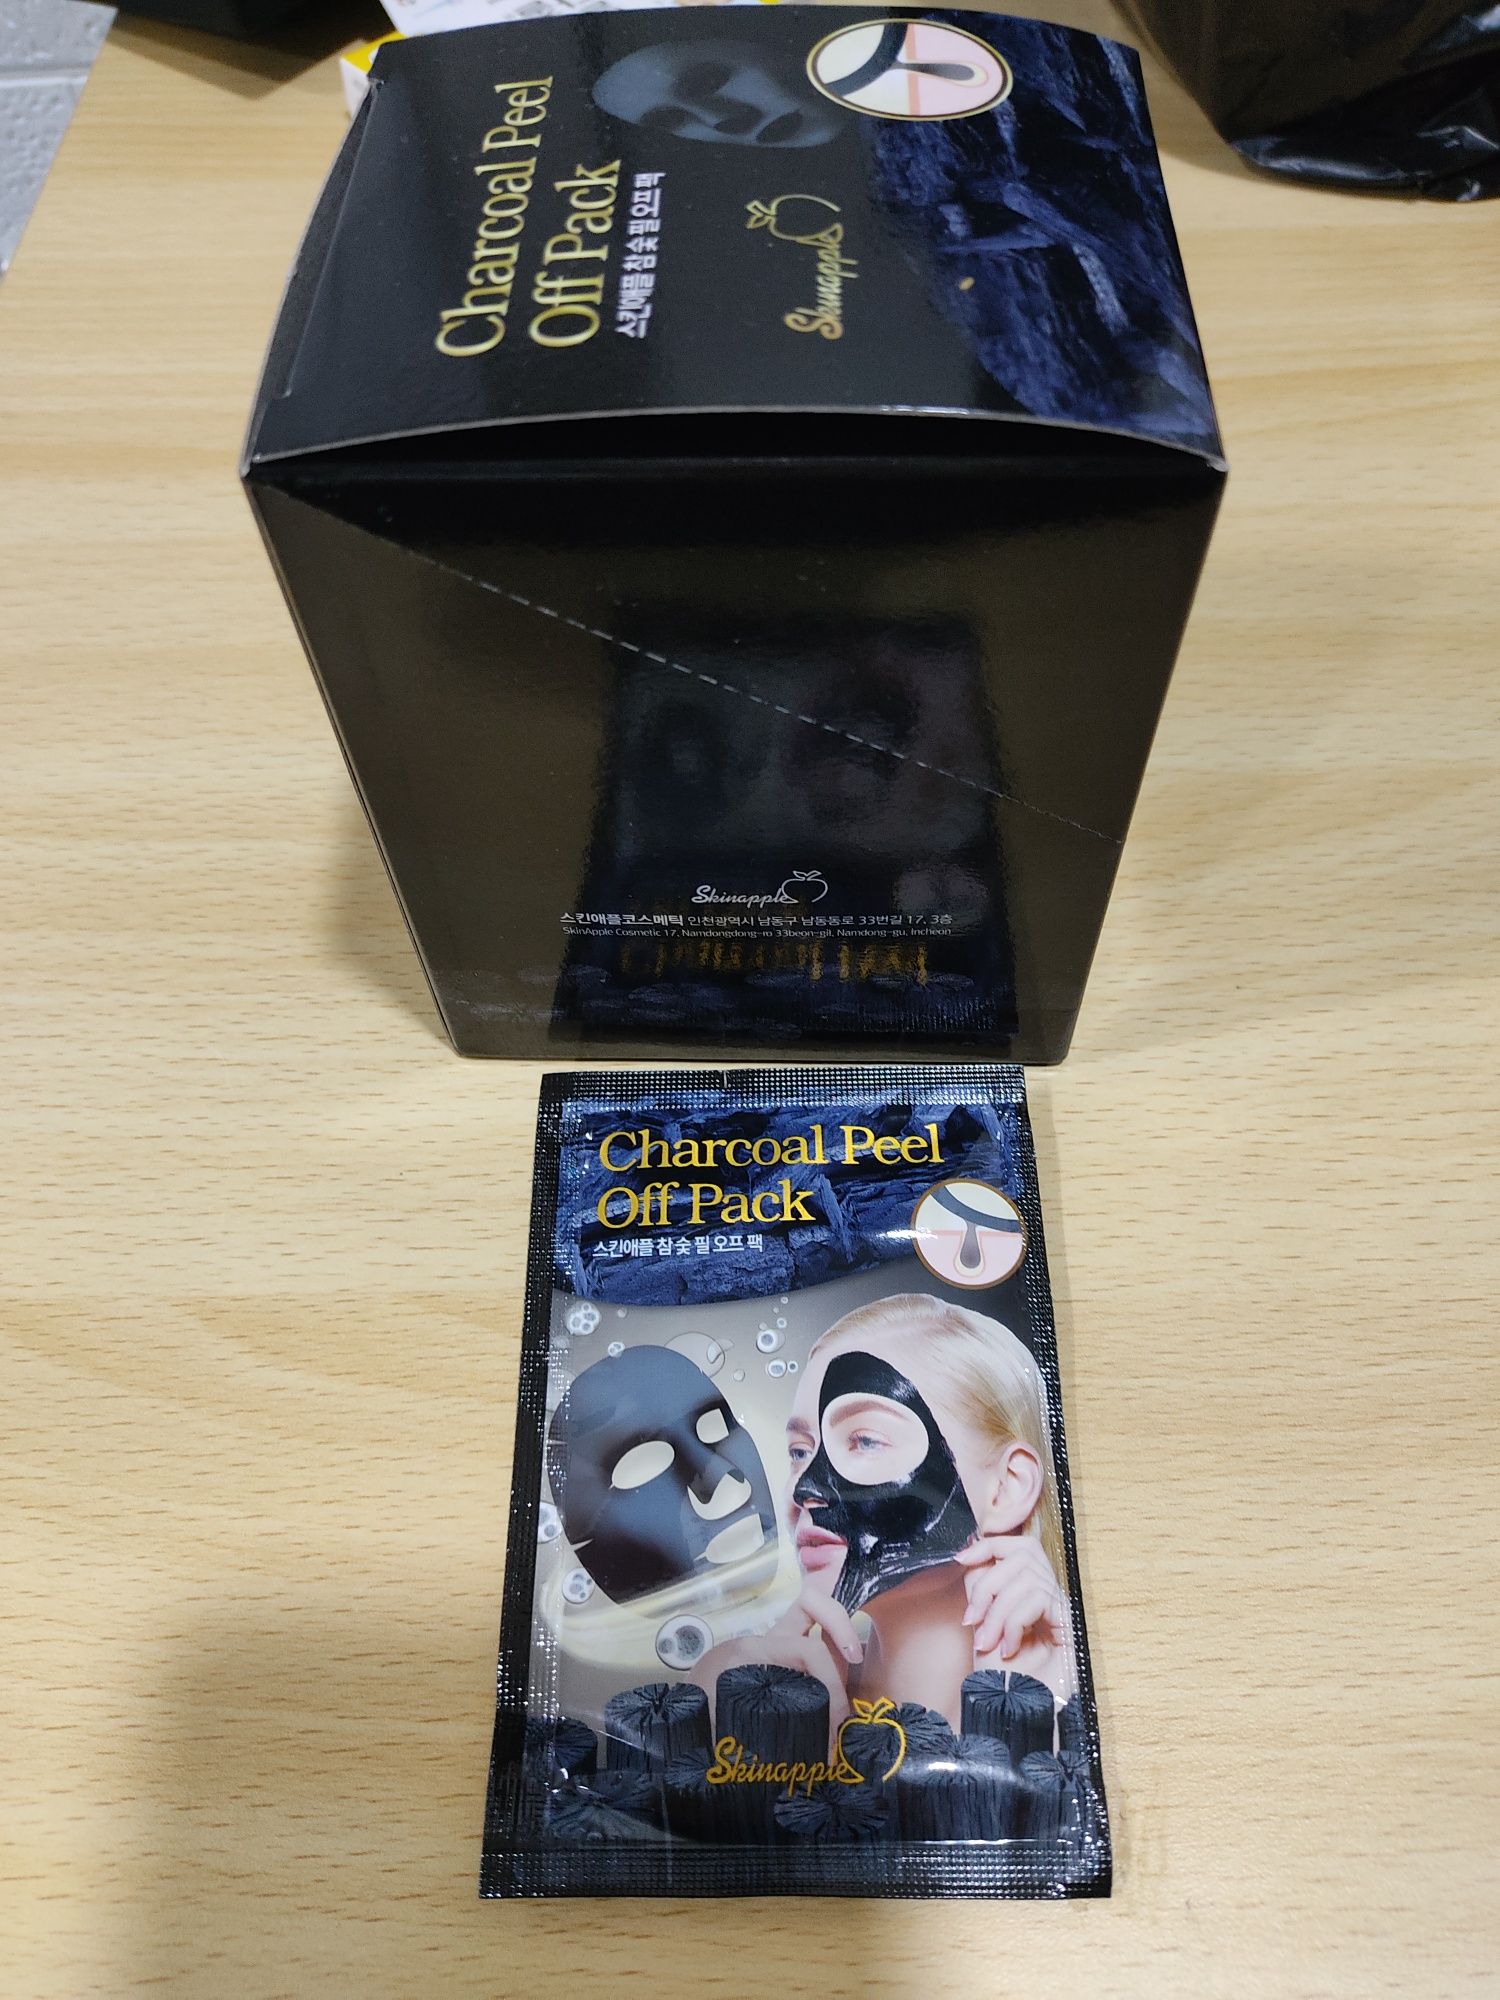 Charcoal Peel
Off Pack
스킨애플 참숯 필 오프 팩
Skinapple
Skinapple
스킨애플코스메틱 인천광역시 남동구 남동동로 33번길 17, 3층
SkinApple Cosmetic 17, Namdongdong-ro 33beon-gil, Namdong-gu, Incheon
Charcoal Peel
Off Pack
스킨애플 참숯 필 오프 팩
Skinapple